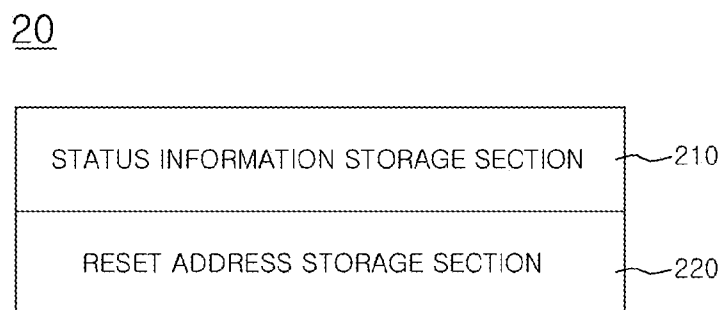 20
STATUS INFORMATION STORAGE SECTION
210
RESET ADDRESS STORAGE SECTION
220